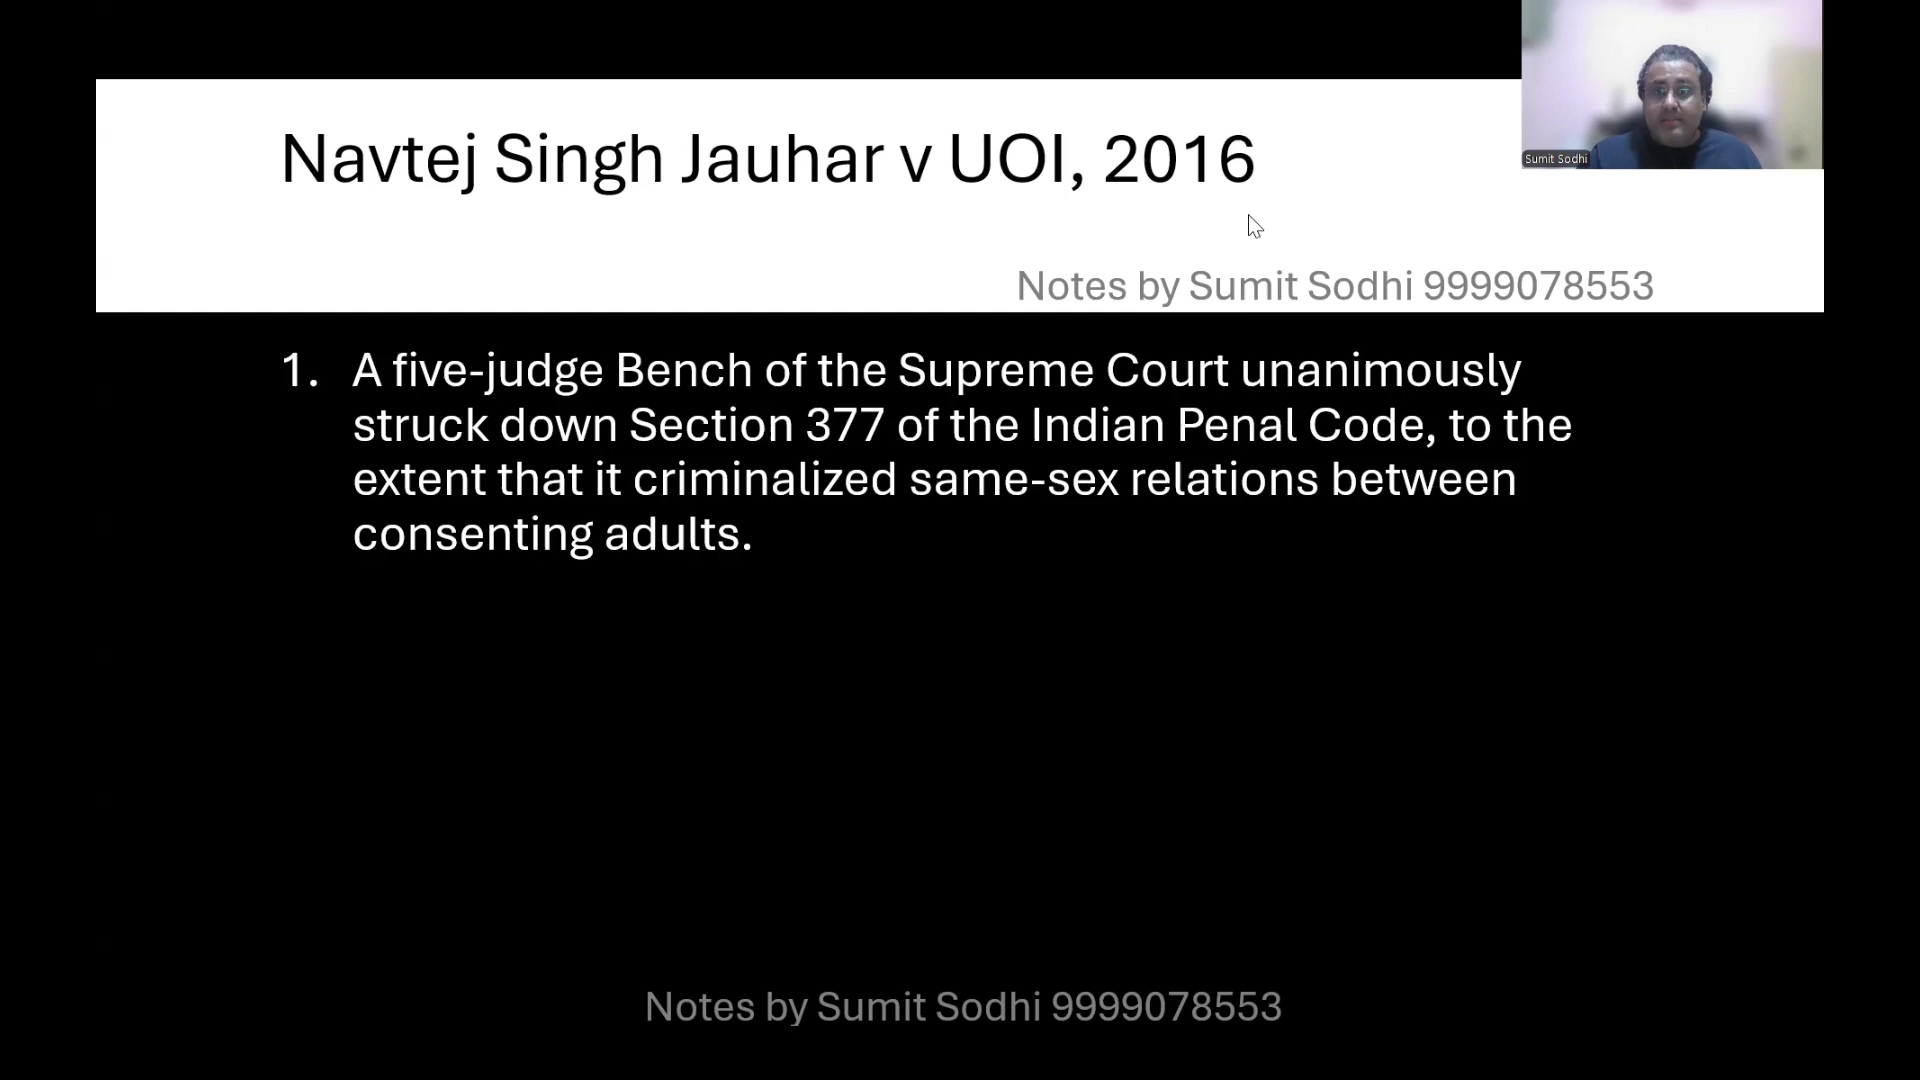 Navtej Singh Jauhar v UOI, 2016
Sumit Sodhi
Notes by Sumit Sodhi 9999078553
1. A five-judge Bench of the Supreme Court unanimously
struck down Section 377 of the Indian Penal Code, to the
extent that it criminalized same-sex relations between
consenting adults.
Notes by Sumit Sodhi 9999078553